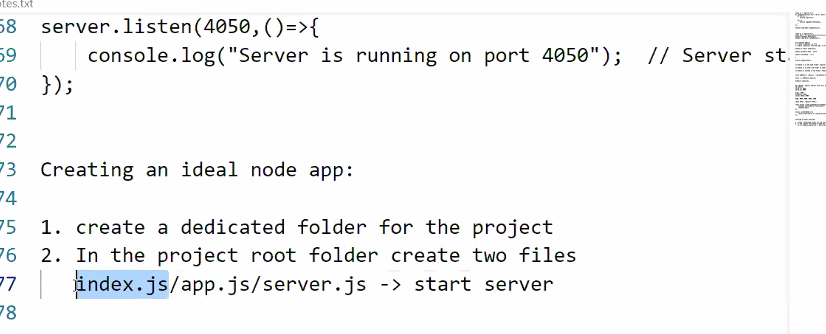 tes.txt
68 server.listen(4050,()=>{
69 console.log("Server is running on port 4050");  // Server st
70 });
71
72
73 Creating an ideal node app:
74
75 1. create a dedicated folder for the project
76 2. In the project root folder create two files
77 index.js/app.js/server.js -> start server
78